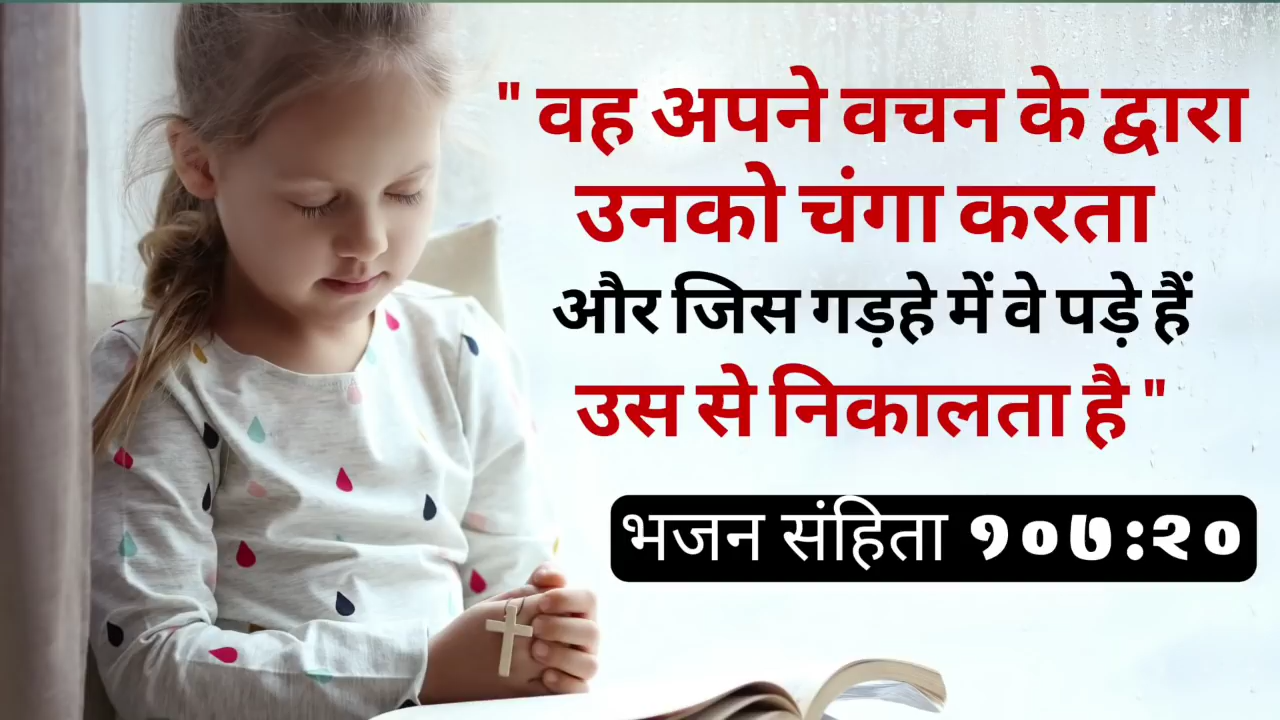 " वह अपने वचन के द्वारा
उनको चंगा करता
और जिस गड़हे में वे पड़े हैं
उस से निकालता है "
भजन संहिता १०७:२०